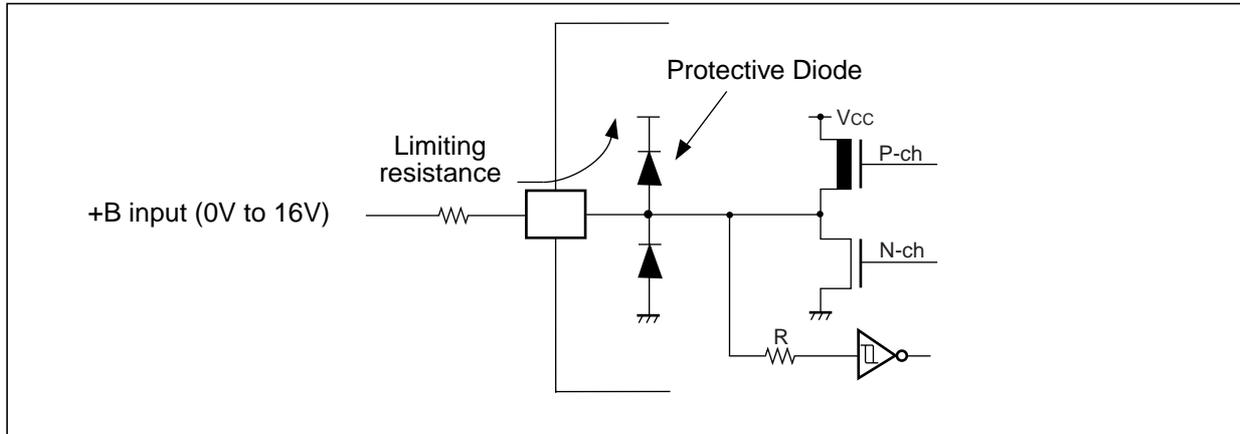 Protective Diode
VCC
Limiting
resistance
P-ch
+B input (0V to 16V)
N-ch
R